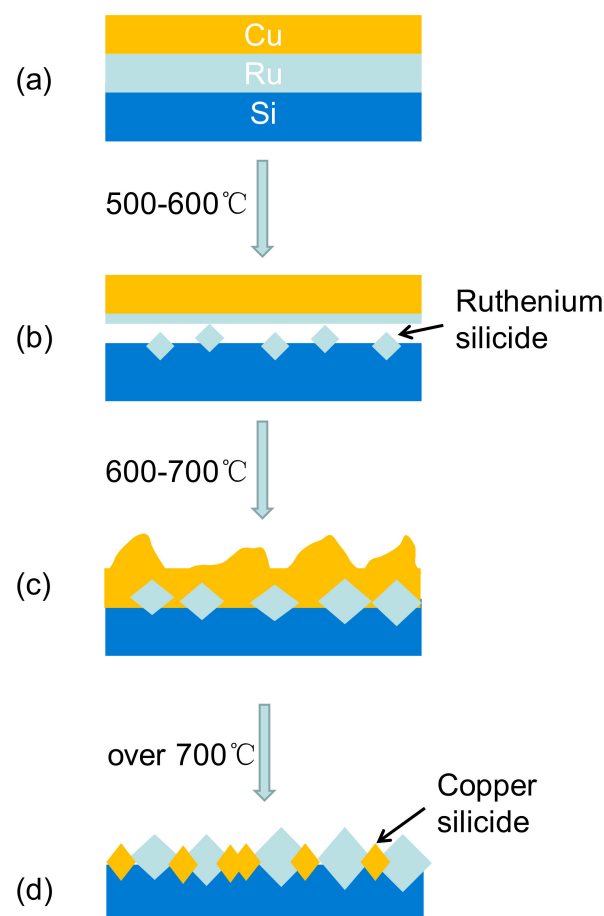 (a)
Cu
Ru
Si
500-600℃
(b)
Ruthenium
silicide
600-700℃
(c)
over 700℃
Copper
silicide
(d)